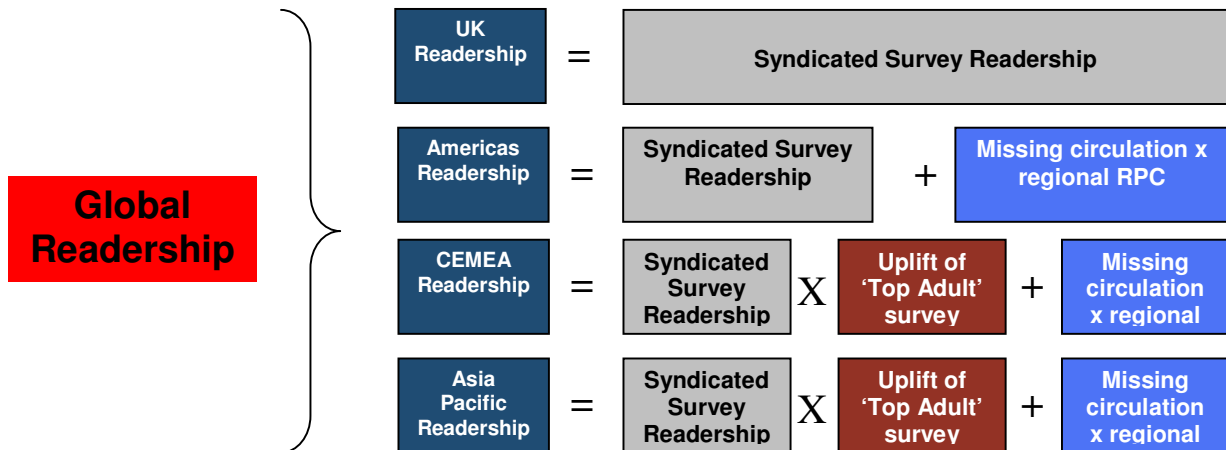 Global
Readership
UK
Readership
=
Syndicated Survey Readership
Americas
Readership
=
Syndicated Survey
Readership
+
Missing circulation x
regional RPC
CEMEA
Readership
=
Syndicated
Survey
Readership
X
Uplift of
‘Top Adult’
survey
+
Missing
circulation
x regional
Asia
Pacific
Readership
=
Syndicated
Survey
Readership
X
Uplift of
‘Top Adult’
survey
+
Missing
circulation
x regional